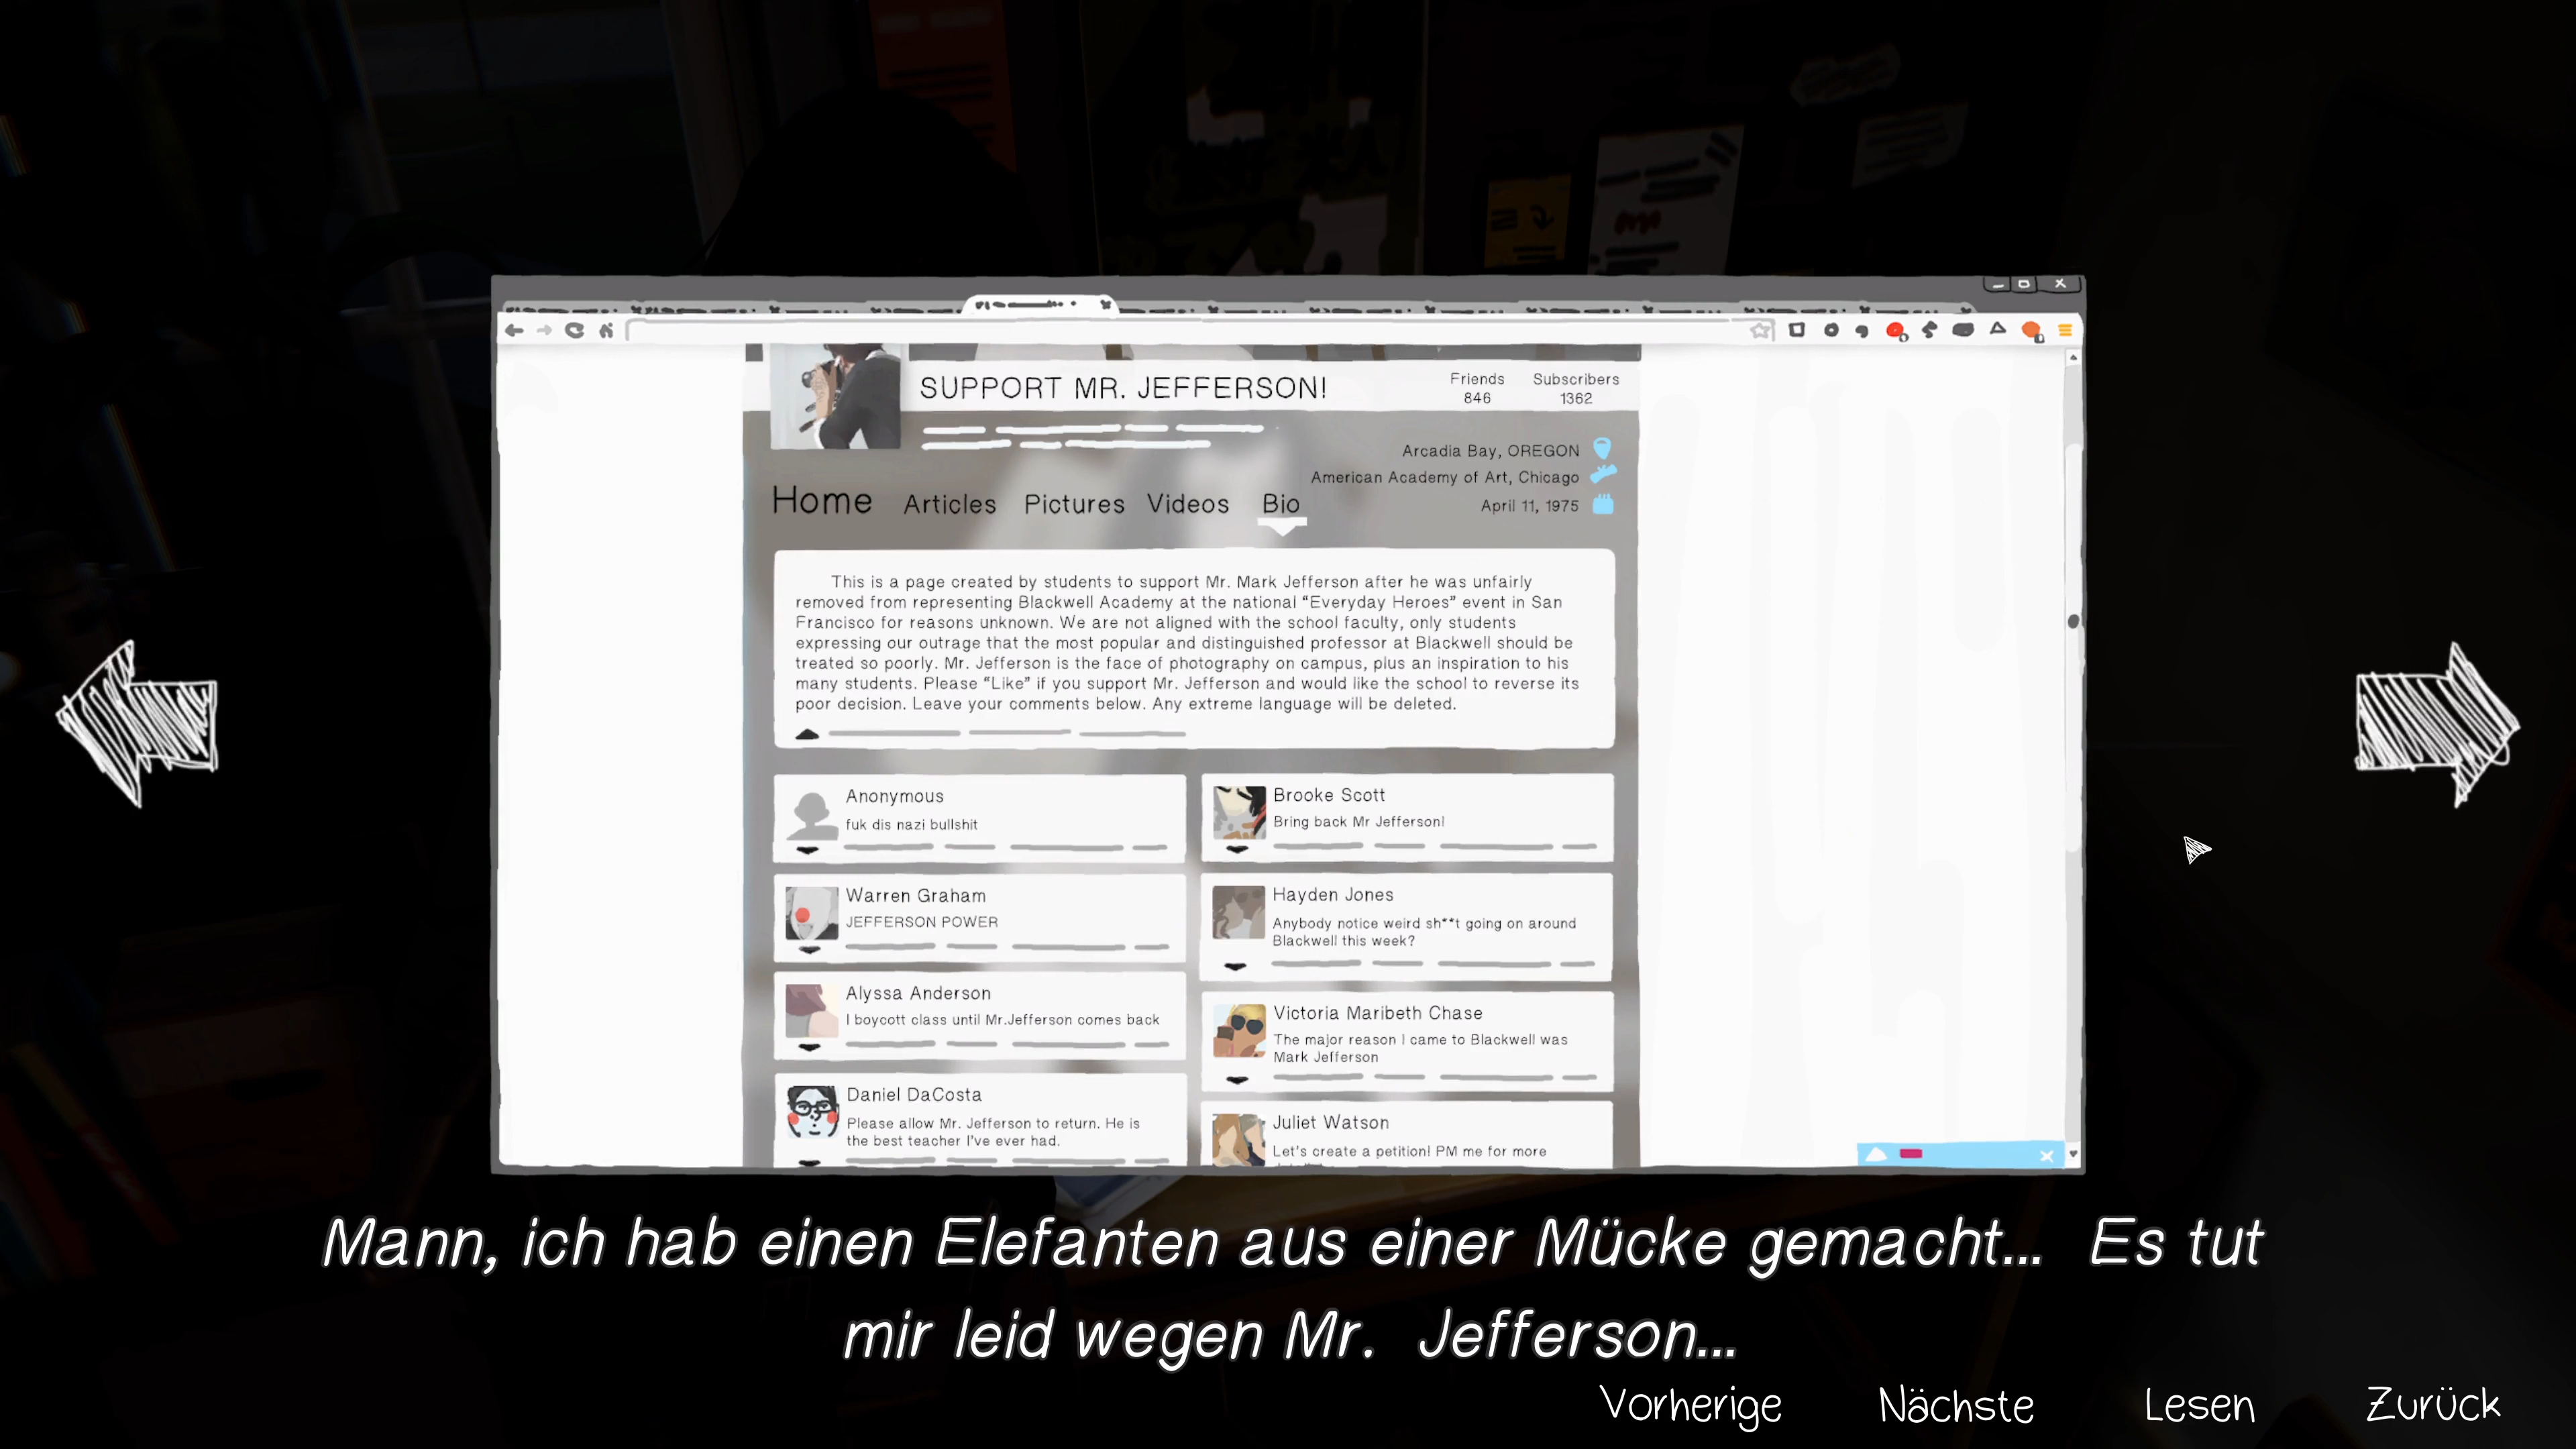 SUPPORT MR. JEFFERSON!
Friends
846
Subscribers
1362
Arcadia Bay, OREGON
American Academy of Art, Chicago
April 11, 1975
Home
Articles
Pictures
Videos
Bio
This is a page created by students to support Mr. Mark Jefferson after he was unfairly
removed from representing Blackwell Academy at the national “Everyday Heroes” event in San
Francisco for reasons unknown. We are not aligned with the school faculty, only students
expressing our outrage that the most popular and distinguished professor at Blackwell should be
treated so poorly. Mr. Jefferson is the face of photography on campus, plus an inspiration to his
many students. Please “Like” if you support Mr. Jefferson and would like the school to reverse its
poor decision. Leave your comments below. Any extreme language will be deleted.
Anonymous
fuk dis nazi bullshit
Warren Graham
JEFFERSON POWER
Alyssa Anderson
I boycott class until Mr.Jefferson comes back
Daniel DaCosta
Please allow Mr. Jefferson to return. He is
the best teacher I've ever had.
Brooke Scott
Bring back Mr Jefferson!
Hayden Jones
Anybody notice weird sh**t going on around
Blackwell this week?
Victoria Maribeth Chase
The major reason I came to Blackwell was
Mark Jefferson
Juliet Watson
Let's create a petition! PM me for more
Mann, ich hab einen Elefanten aus einer Mücke gemacht... Es tut
mir leid wegen Mr. Jefferson...
Vorherige
Nächste
Lesen
Zurück